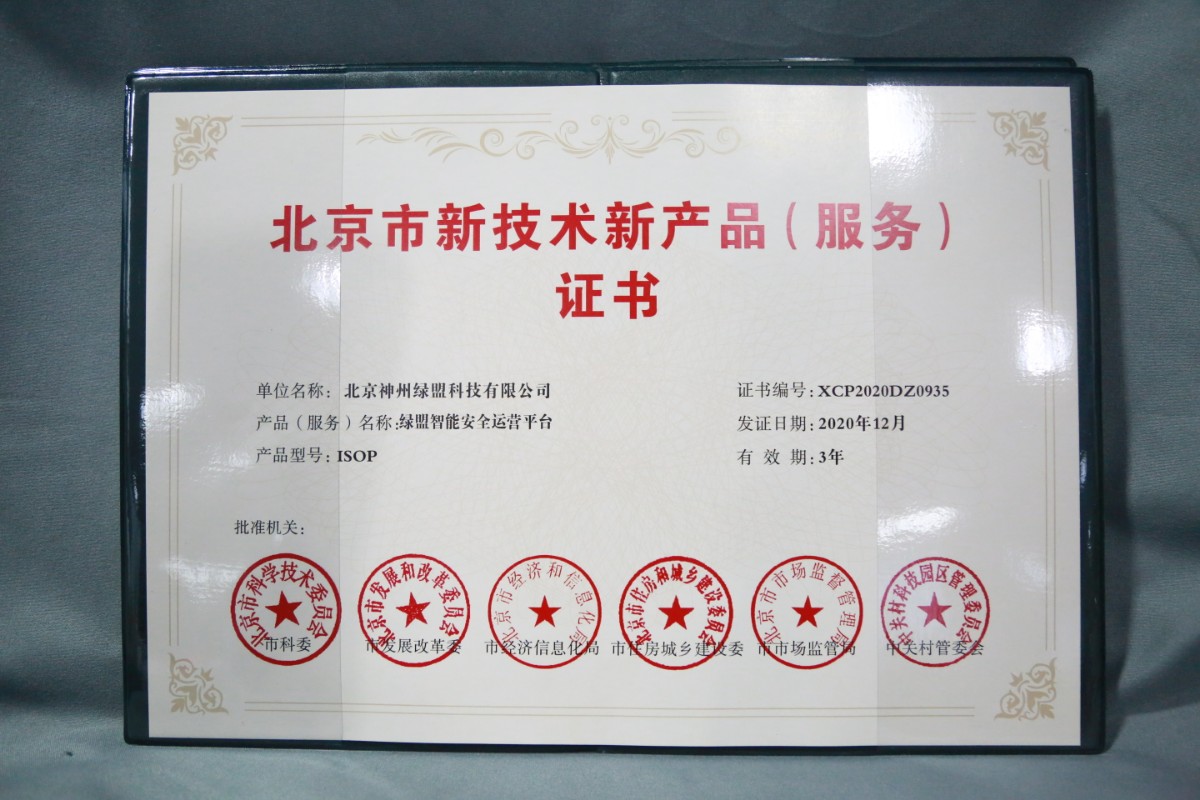 北京市新技术新产品（服务）
证书
单位名称：北京神州绿盟科技有限公司
产品（服务）名称：绿盟智能安全运营平台
产品型号：ISOP
证书编号：XCP2020DZ0935
发证日期：2020年12月
有 效 期：3年
批准机关：
北京市科学技术委员会
市科委
北京市发展和改革委员会
市发展改革委
北京市经济和信息化局
市经济信息化局
北京市住房和城乡建设委员会
市住房城乡建设委
北京市市场监督管理局
市市场监管局
中关村科技园区管理委员会
中关村管委会